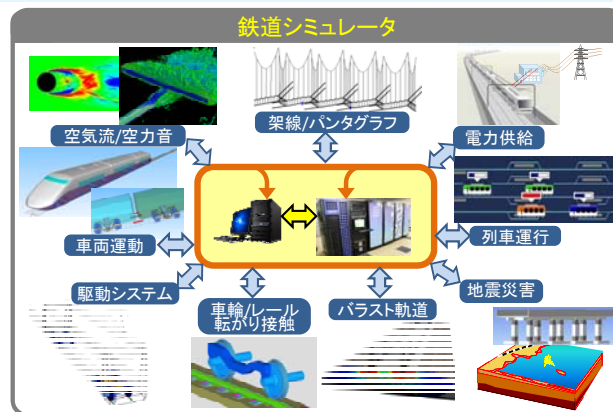 鉄道シミュレータ
空気流/空力音
架線/パンタグラフ
電力供給
車両運動
列車運行
駆動システム
車輪/レール
転がり接触
バラスト軌道
地震災害